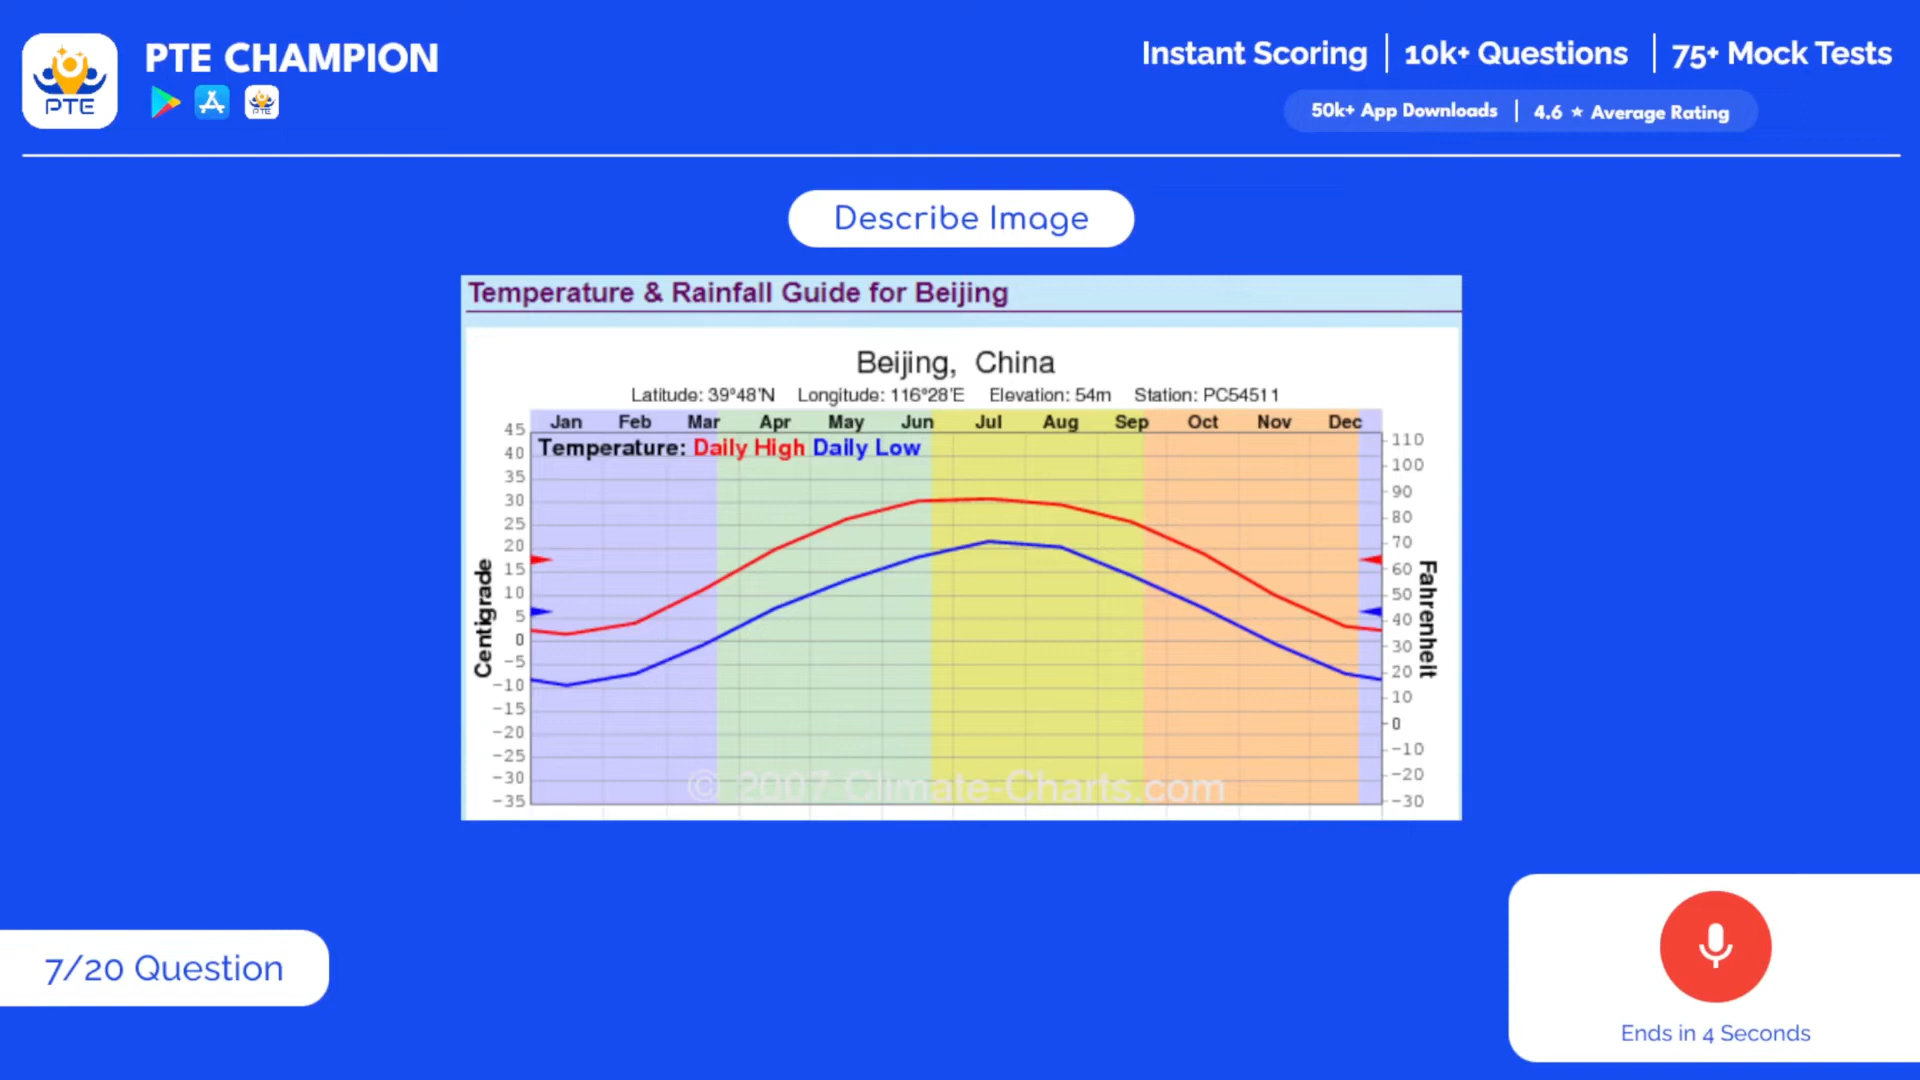 PTE CHAMPION
Instant Scoring | 10k+ Questions | 75+ Mock Tests
PTE
PTE
50k+ App Downloads | 4.6 ★ Average Rating
Describe Image
Temperature & Rainfall Guide for Beijing
Beijing, China
Latitude: 39°48'N Longitude: 116°28'E Elevation: 54m Station: PC54511
Jan Feb Mar Apr May Jun Jul Aug Sep Oct Nov Dec
Temperature: Daily High Daily Low
45
40
35
30
25
20
15
10
5
0
-5
-10
-15
-20
-25
-30
-35
Centigrade
110
100
90
80
70
60
50
40
30
20
10
0
-10
-20
-30
Fahrenheit
© 2007 Climate-Charts.com
7/20 Question
Ends in 4 Seconds